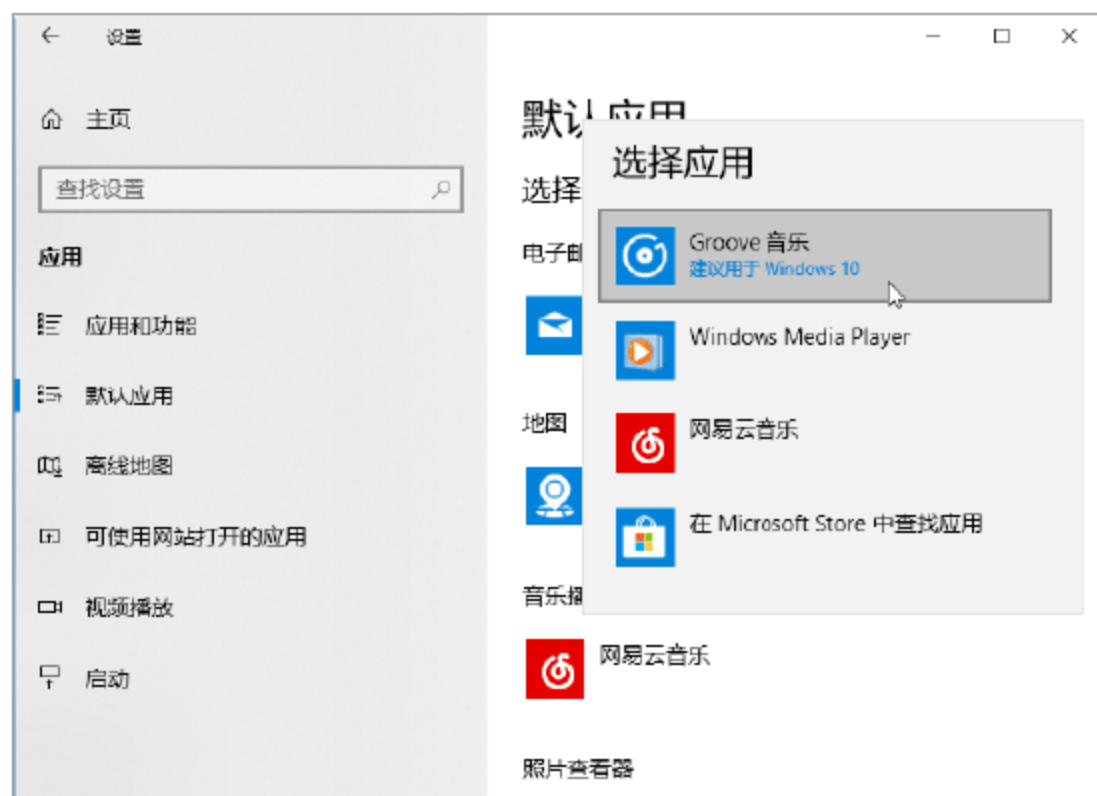 设置
主页
查找设置
应用
应用和功能
默认应用
离线地图
可使用网站打开的应用
视频播放
启动
默认应用
选择
电子邮
地图
音乐播
网易云音乐
照片查看器
选择应用
Groove 音乐
建议用于 Windows 10
Windows Media Player
网易云音乐
在 Microsoft Store 中查找应用